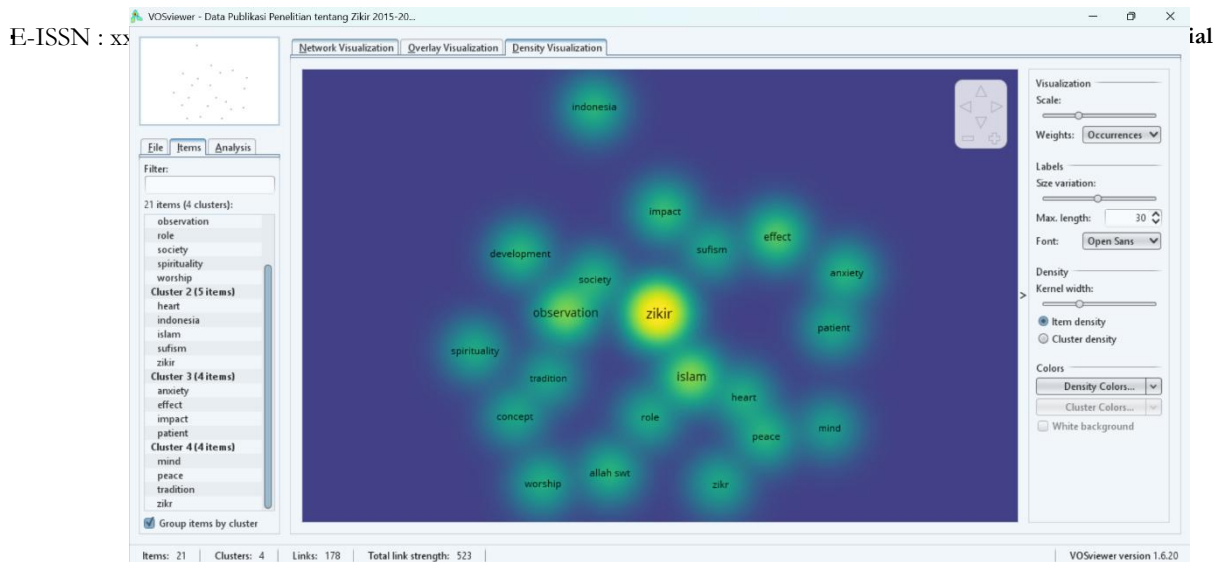 VOSviewer - Data Publikasi Penelitian tentang Zikir 2015-20...
E-ISSN : xx
ial
Network Visualization Overlay Visualization Density Visualization
File Items Analysis
Filter:
21 items (4 clusters):
observation
role
society
spirituality
worship
Cluster 2 (5 items)
heart
indonesia
islam
sufism
zikir
Cluster 3 (4 items)
anxiety
effect
impact
patient
Cluster 4 (4 items)
mind
peace
tradition
zikr
Group items by cluster
indonesia
impact
effect
sufism
development
anxiety
society
observation
zikir
patient
spirituality
tradition
islam
heart
concept
role
mind
peace
allah swt
worship
zikr
Visualization
Scale:
Weights: Occurrences
Labels
Size variation:
Max. length: 30
Font: Open Sans
Density
Kernel width:
>
Item density
Cluster density
Colors
Density Colors...
Cluster Colors...
White background
Items: 21 Clusters: 4 Links: 178 Total link strength: 523
VOSviewer version 1.6.20